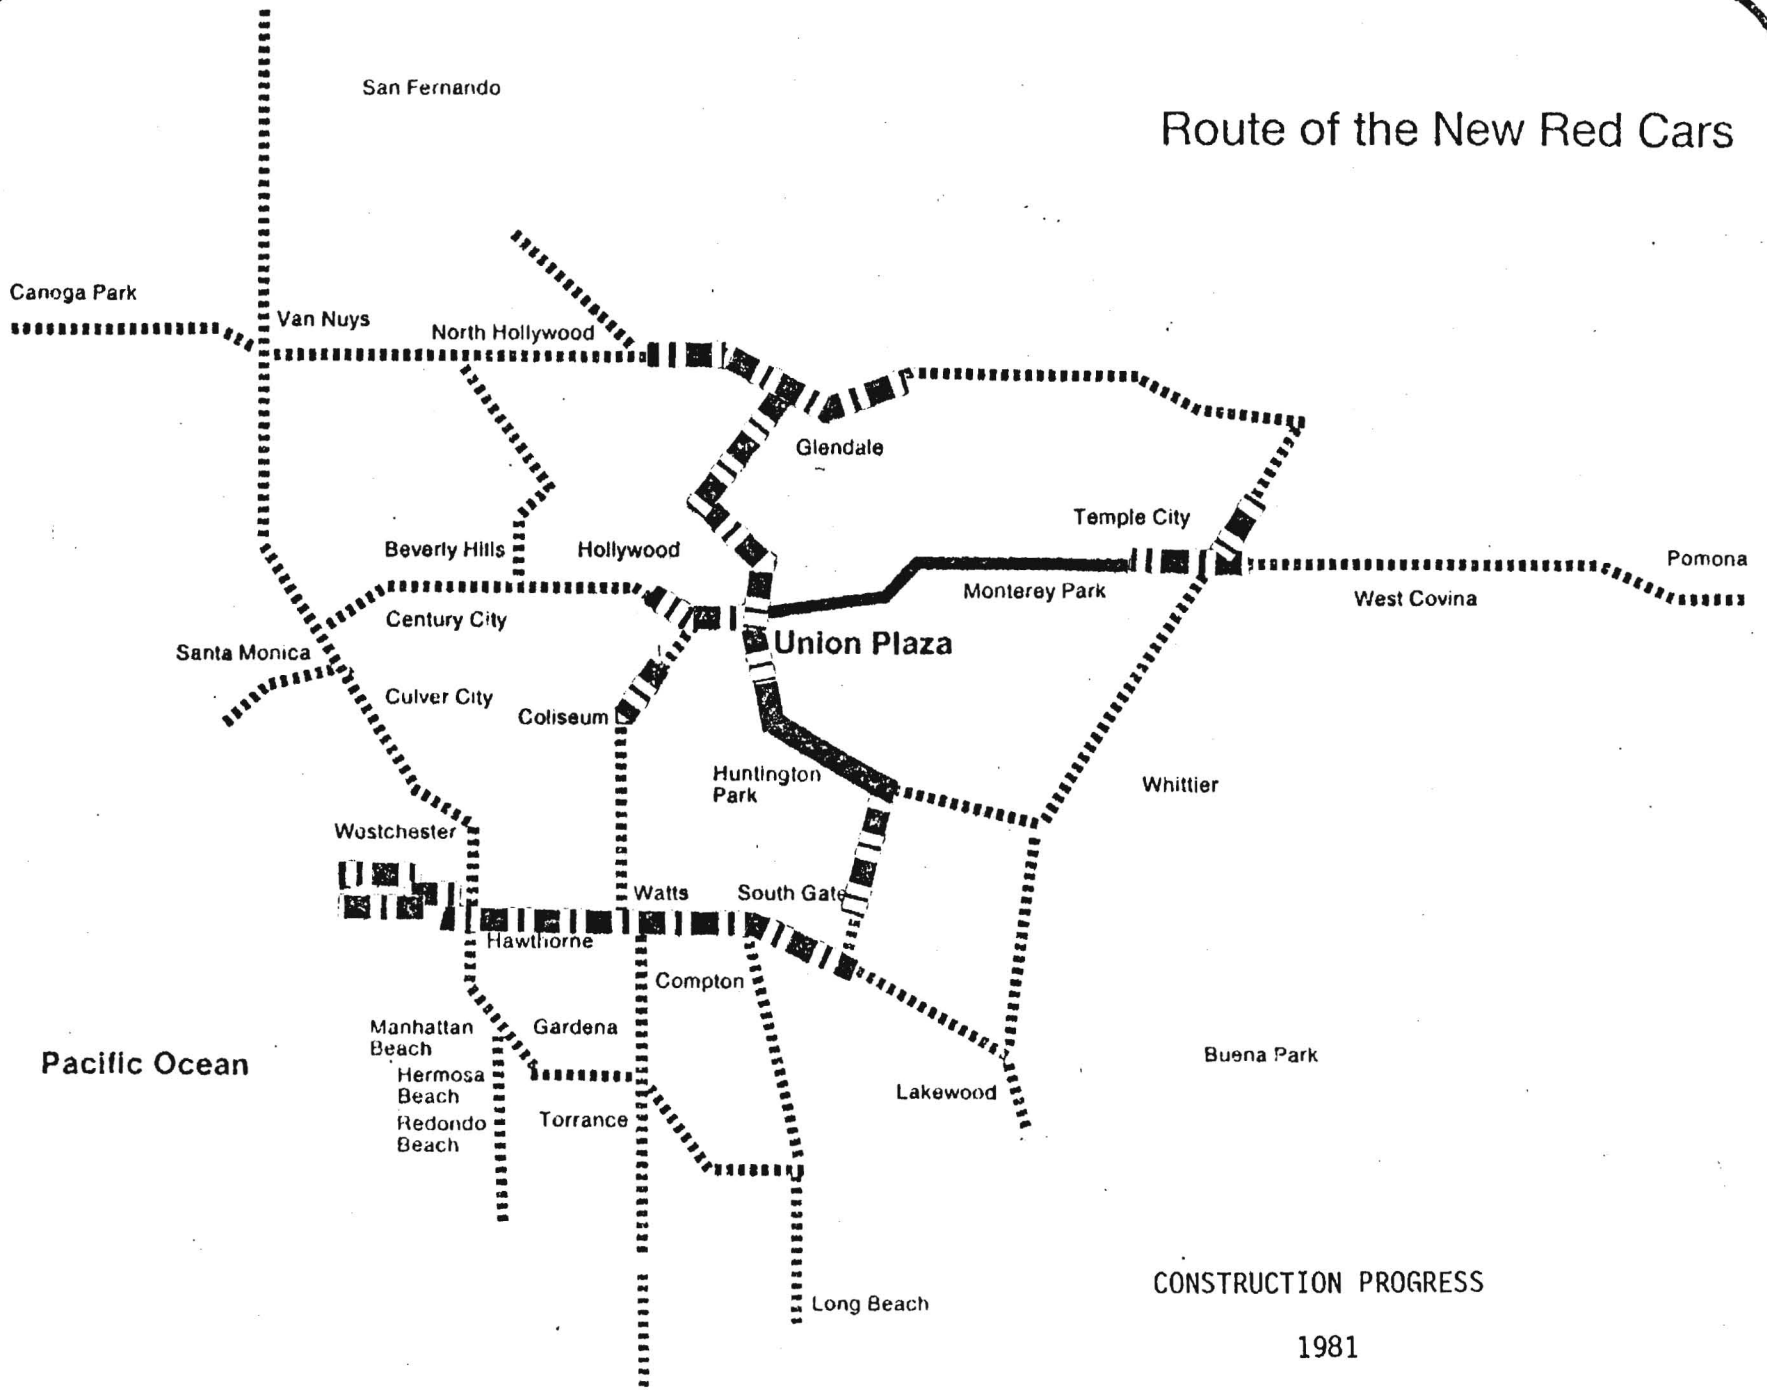 San Fernando
Route of the New Red Cars
Canoga Park
Van Nuys
North Hollywood
Glendale
Temple City
Beverly Hills
Hollywood
Pomona
Monterey Park
West Covina
Century City
Union Plaza
Santa Monica
Culver City
Coliseum
Huntington
Park
Whittier
Westchester
Watts
South Gate
Hawthorne
Compton
Manhattan
Beach
Gardena
Pacific Ocean
Buena Park
Hermosa
Beach
Lakewood
Redondo
Beach
Torrance
CONSTRUCTION PROGRESS
Long Beach
1981